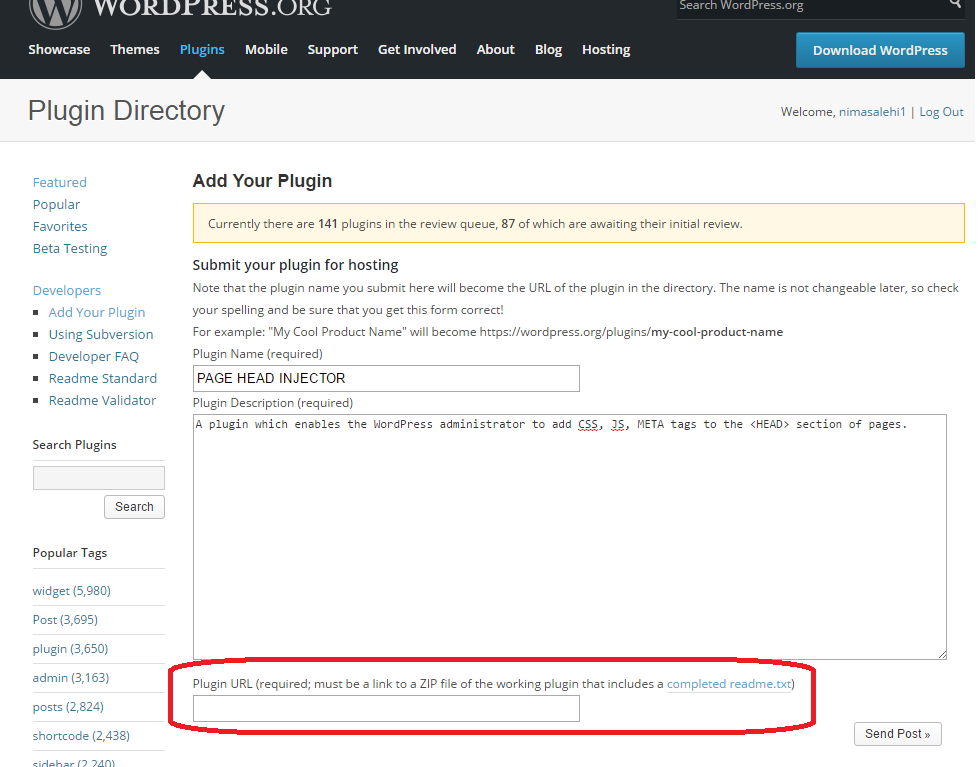 WORDPRESS.ORG
Search WordPress.org
Showcase Themes Plugins Mobile Support Get Involved About Blog Hosting
Download WordPress
Plugin Directory
Welcome, nimasalehi1 | Log Out
Featured
Popular
Favorites
Beta Testing
Developers
Add Your Plugin
Using Subversion
Developer FAQ
Readme Standard
Readme Validator
Search Plugins
Search
Popular Tags
widget (5,980)
Post (3,695)
plugin (3,650)
admin (3,163)
posts (2,824)
shortcode (2,438)
sidebar (2,240)
Add Your Plugin
Currently there are 141 plugins in the review queue, 87 of which are awaiting their initial review.
Submit your plugin for hosting
Note that the plugin name you submit here will become the URL of the plugin in the directory. The name is not changeable later, so check
your spelling and be sure that you get this form correct!
For example: "My Cool Product Name" will become https://wordpress.org/plugins/my-cool-product-name
Plugin Name (required)
PAGE HEAD INJECTOR
Plugin Description (required)
A plugin which enables the WordPress administrator to add CSS, JS, META tags to the <HEAD> section of pages.
Plugin URL (required; must be a link to a ZIP file of the working plugin that includes a completed readme.txt)
Send Post »